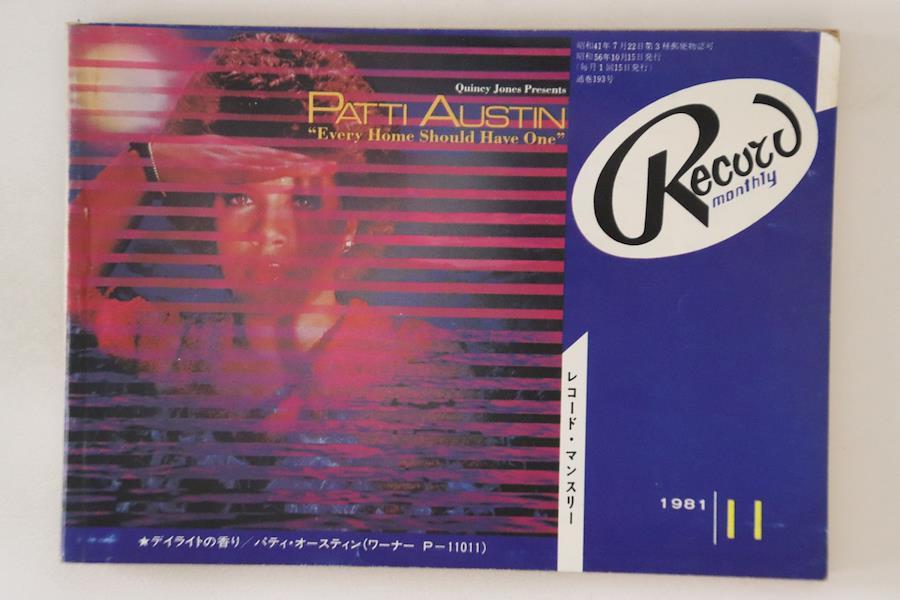 Quincy Jones Presents
PATTI AUSTIN
“Every Home Should Have One”
★デイライトの香り／パティ・オースティン(ワーナー P－11011)
昭和41年7月22日第3種郵便物認可
昭和56年10月15日発行
(毎月1回15日発行)
通巻193号
Record
monthly
レコード・マンスリー
1981
11